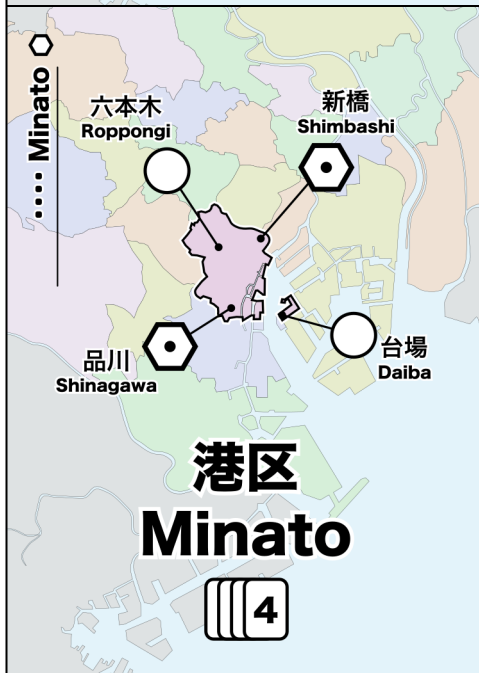 ···· Minato
六本木
Roppongi
新橋
Shimbashi
品川
Shinagawa
台場
Daiba
港区
Minato
4